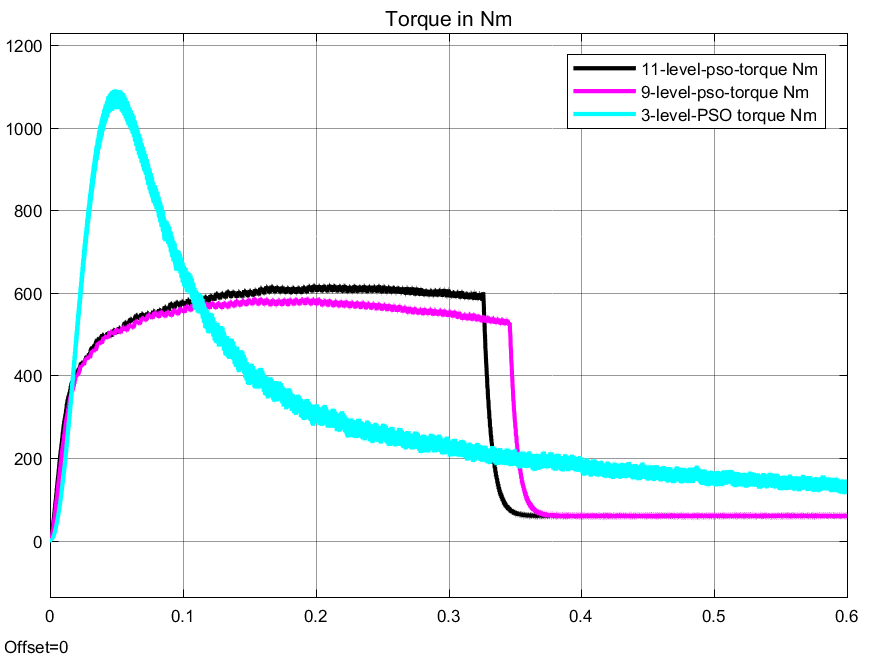 Torque in Nm
11-level-pso-torque Nm
9-level-pso-torque Nm
3-level-PSO torque Nm
1200
1000
800
600
400
200
0
0 0.1 0.2 0.3 0.4 0.5 0.6
Offset=0